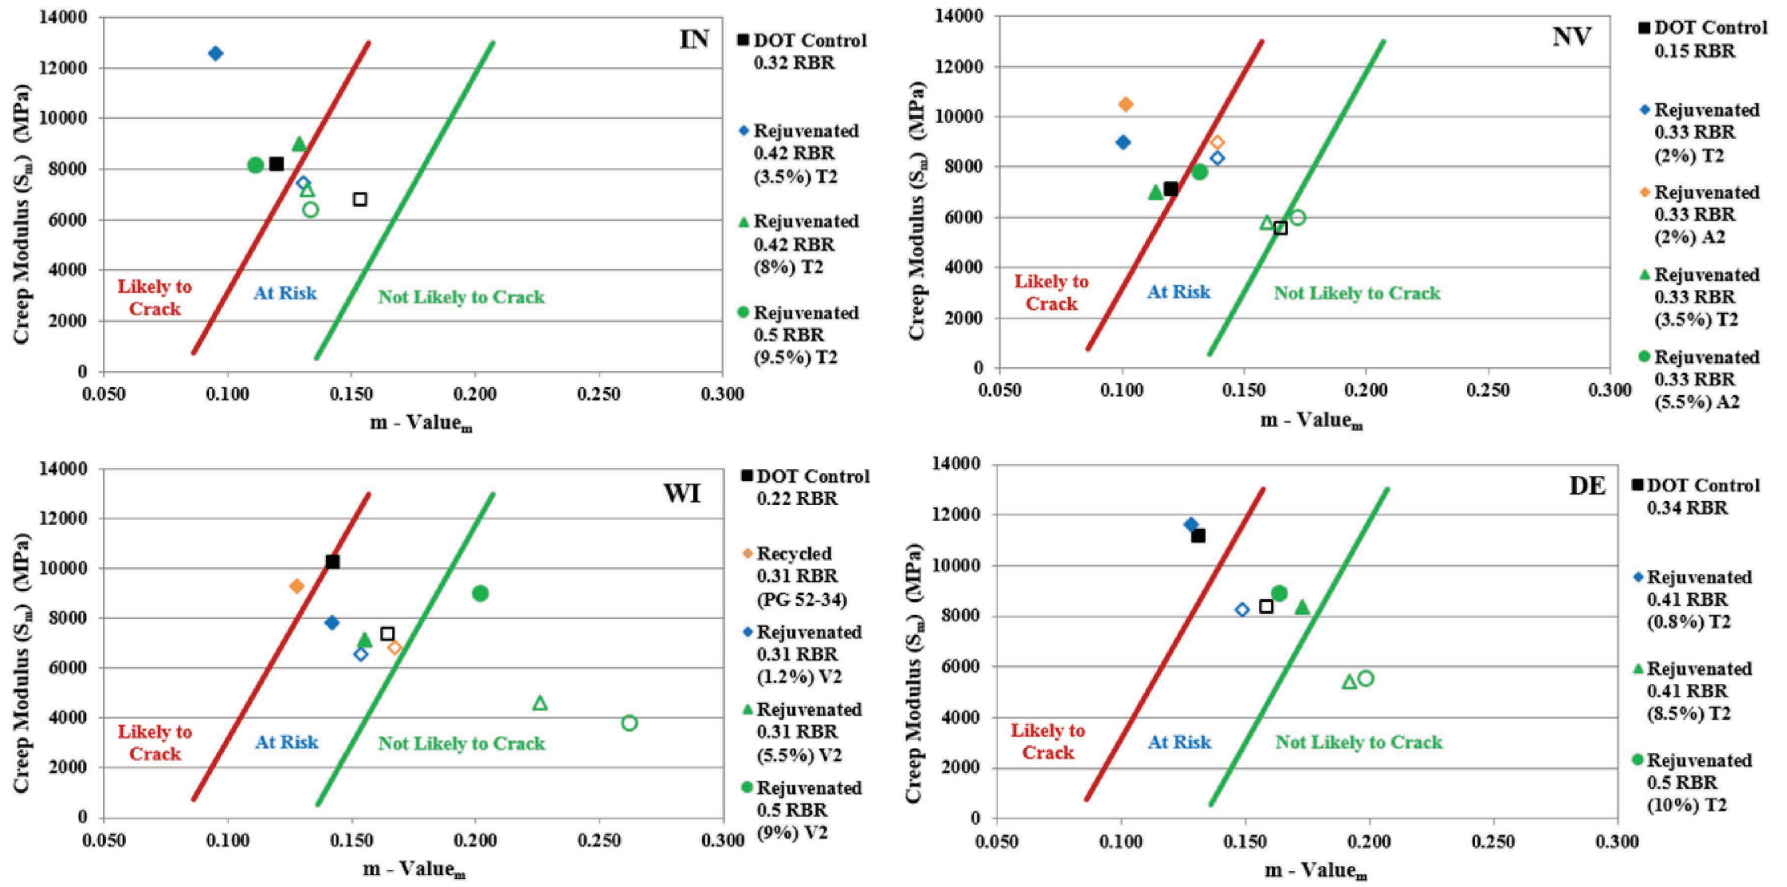 14000
12000
10000
8000
6000
4000
2000
0
Creep Modulus (Sm) (MPa)
IN
Likely to
Crack
At Risk
Not Likely to Crack
0.050
0.100
0.150
0.200
0.250
0.300
m - Valuem
DOT Control
0.32 RBR
Rejuvenated
0.42 RBR
(3.5%) T2
Rejuvenated
0.42 RBR
(8%) T2
Rejuvenated
0.5 RBR
(9.5%) T2
14000
12000
10000
8000
6000
4000
2000
0
Creep Modulus (Sm) (MPa)
NV
Likely to
Crack
At Risk
Not Likely to Crack
0.050
0.100
0.150
0.200
0.250
0.300
m - Valuem
DOT Control
0.15 RBR
Rejuvenated
0.33 RBR
(2%) T2
Rejuvenated
0.33 RBR
(2%) A2
Rejuvenated
0.33 RBR
(3.5%) T2
Rejuvenated
0.33 RBR
(5.5%) A2
14000
12000
10000
8000
6000
4000
2000
0
Creep Modulus (Sm) (MPa)
WI
Likely to
Crack
At Risk
Not Likely to Crack
0.050
0.100
0.150
0.200
0.250
0.300
m - Valuem
DOT Control
0.22 RBR
Recycled
0.31 RBR
(PG 52-34)
Rejuvenated
0.31 RBR
(1.2%) V2
Rejuvenated
0.31 RBR
(5.5%) V2
Rejuvenated
0.5 RBR
(9%) V2
14000
12000
10000
8000
6000
4000
2000
0
Creep Modulus (Sm) (MPa)
DE
Likely to
Crack
At Risk
Not Likely to Crack
0.050
0.100
0.150
0.200
0.250
0.300
m - Valuem
DOT Control
0.34 RBR
Rejuvenated
0.41 RBR
(0.8%) T2
Rejuvenated
0.41 RBR
(8.5%) T2
Rejuvenated
0.5 RBR
(10%) T2